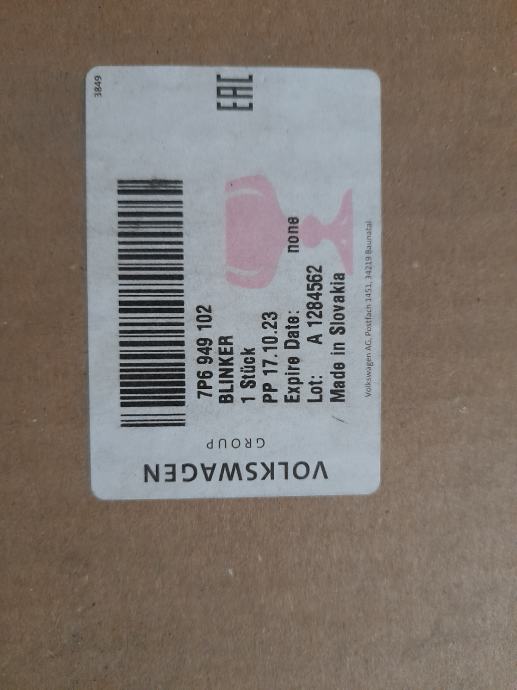 3849
EAC
7P6 949 102
BLINKER
1 Stück
PP 17.10.23
Expire Date: none
Lot: A 1284562
Made in Slovakia
Volkswagen AG, Postfach 1451, 34219 Baunatal
VOLKSWAGEN
GROUP